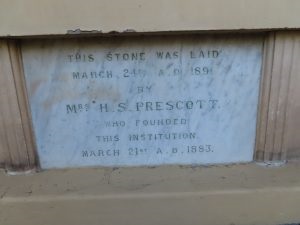 THIS STONE WAS LAID
MARCH 24TH A.D. 1891
BY
MRS H. S. PRESCOTT.
WHO FOUNDED
THIS INSTITUTION
MARCH 21ST A.D. 1883.